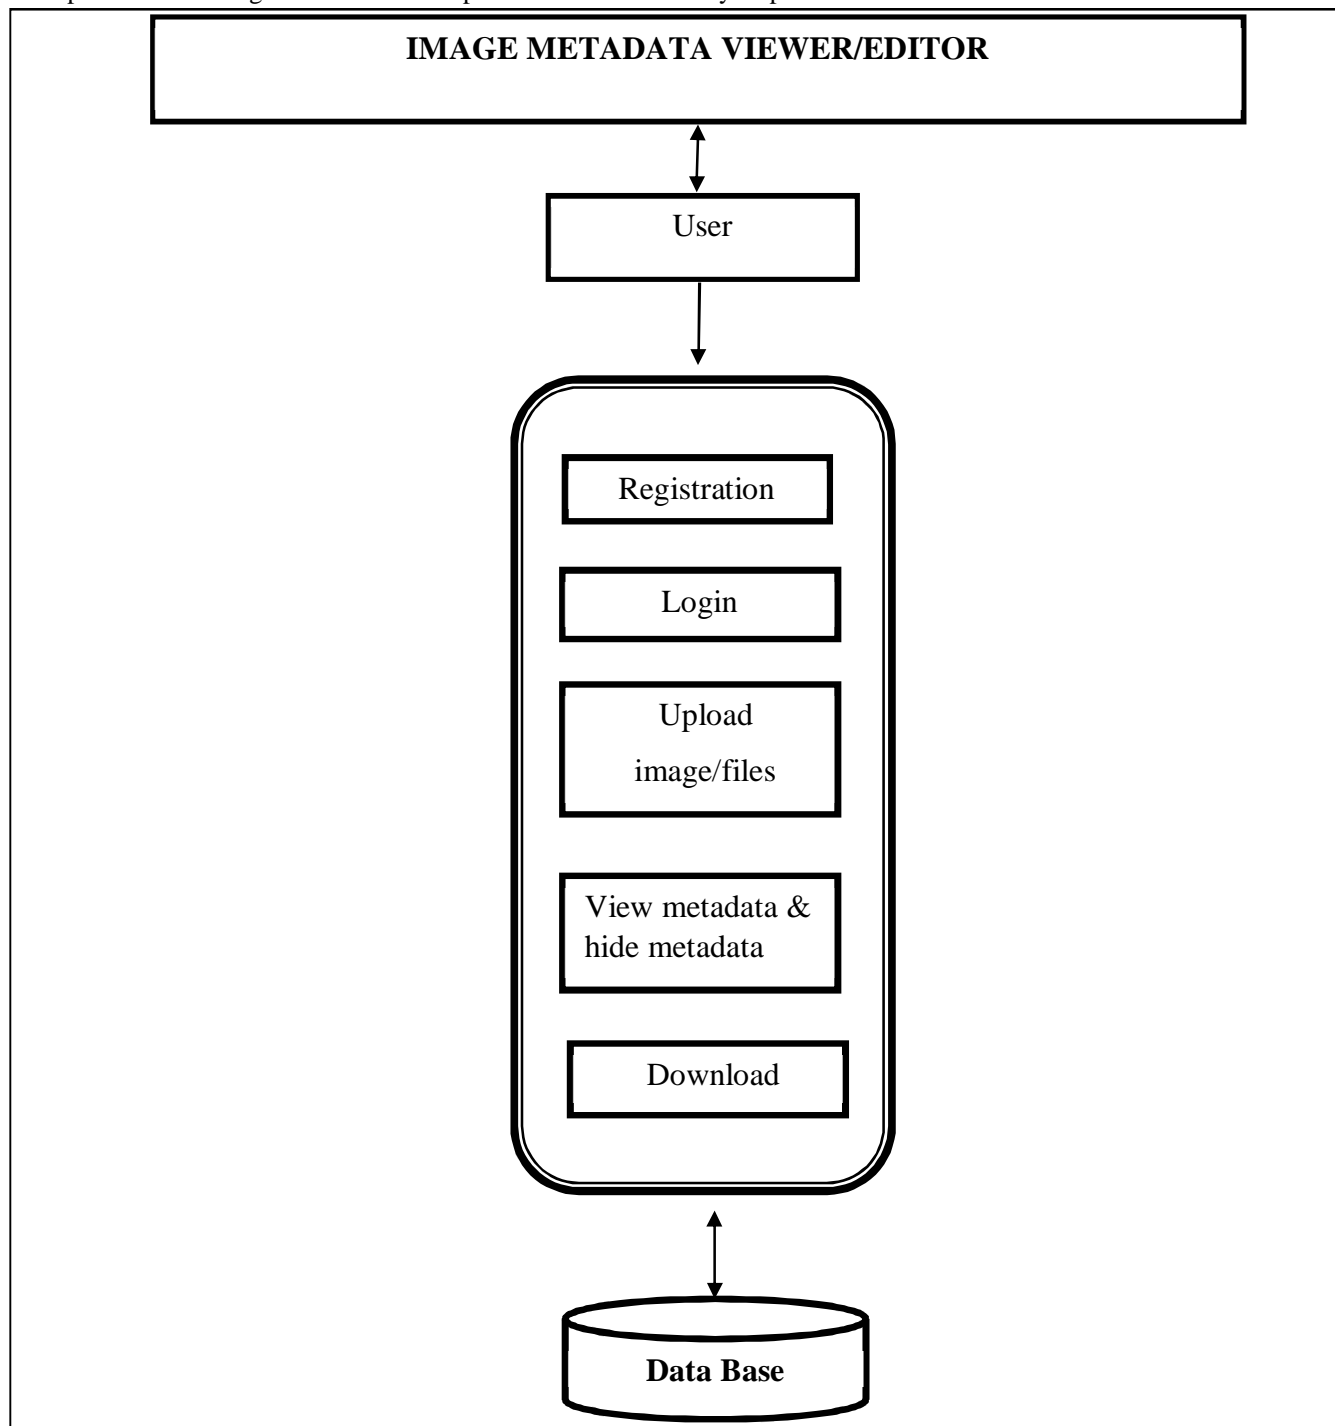 IMAGE METADATA VIEWER/EDITOR
User
Registration
Login
Upload
image/files
View metadata &
hide metadata
Download
Data Base